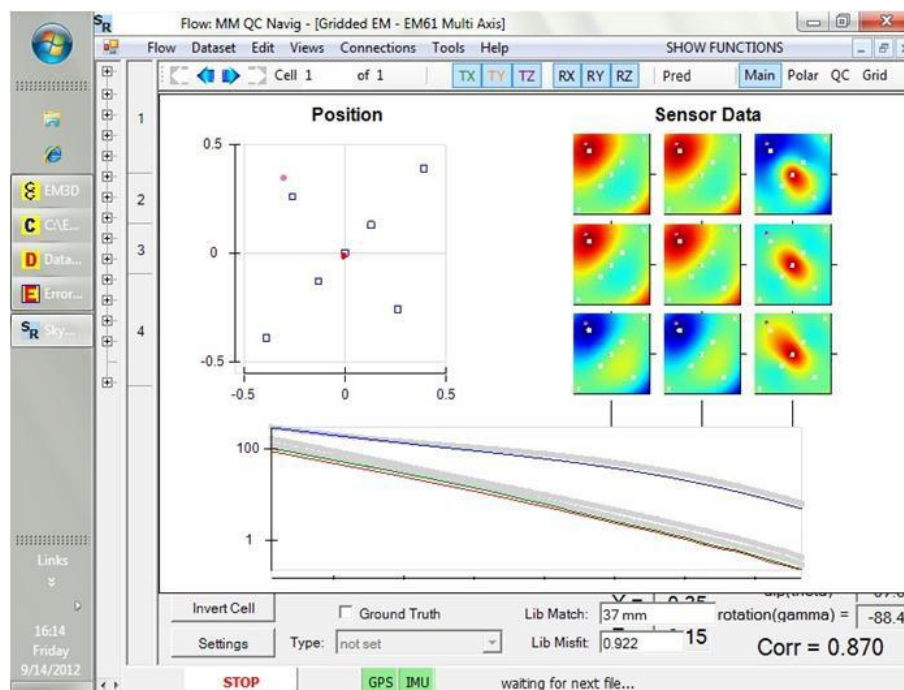 SR Flow: MM QC Navig - [Gridded EM - EM61 Multi Axis]
Flow Dataset Edit Views Connections Tools Help SHOW FUNCTIONS
Cell 1 of 1 TX TY TZ RX RY RZ Pred Main Polar QC Grid
Position Sensor Data
0.5
0
-0.5
-0.5 0 0.5
100
1
1
2
3
4
EM3D
C C:\E...
D Data...
E Error...
SR Sky...
Links
16:14
Friday
9/14/2012
Invert Cell Ground Truth Lib Match: 37 mm rotation(gamma) = -88.4
Settings Type: not set Lib Misfit: 0.922 15 Corr = 0.870
STOP GPS IMU waiting for next file...